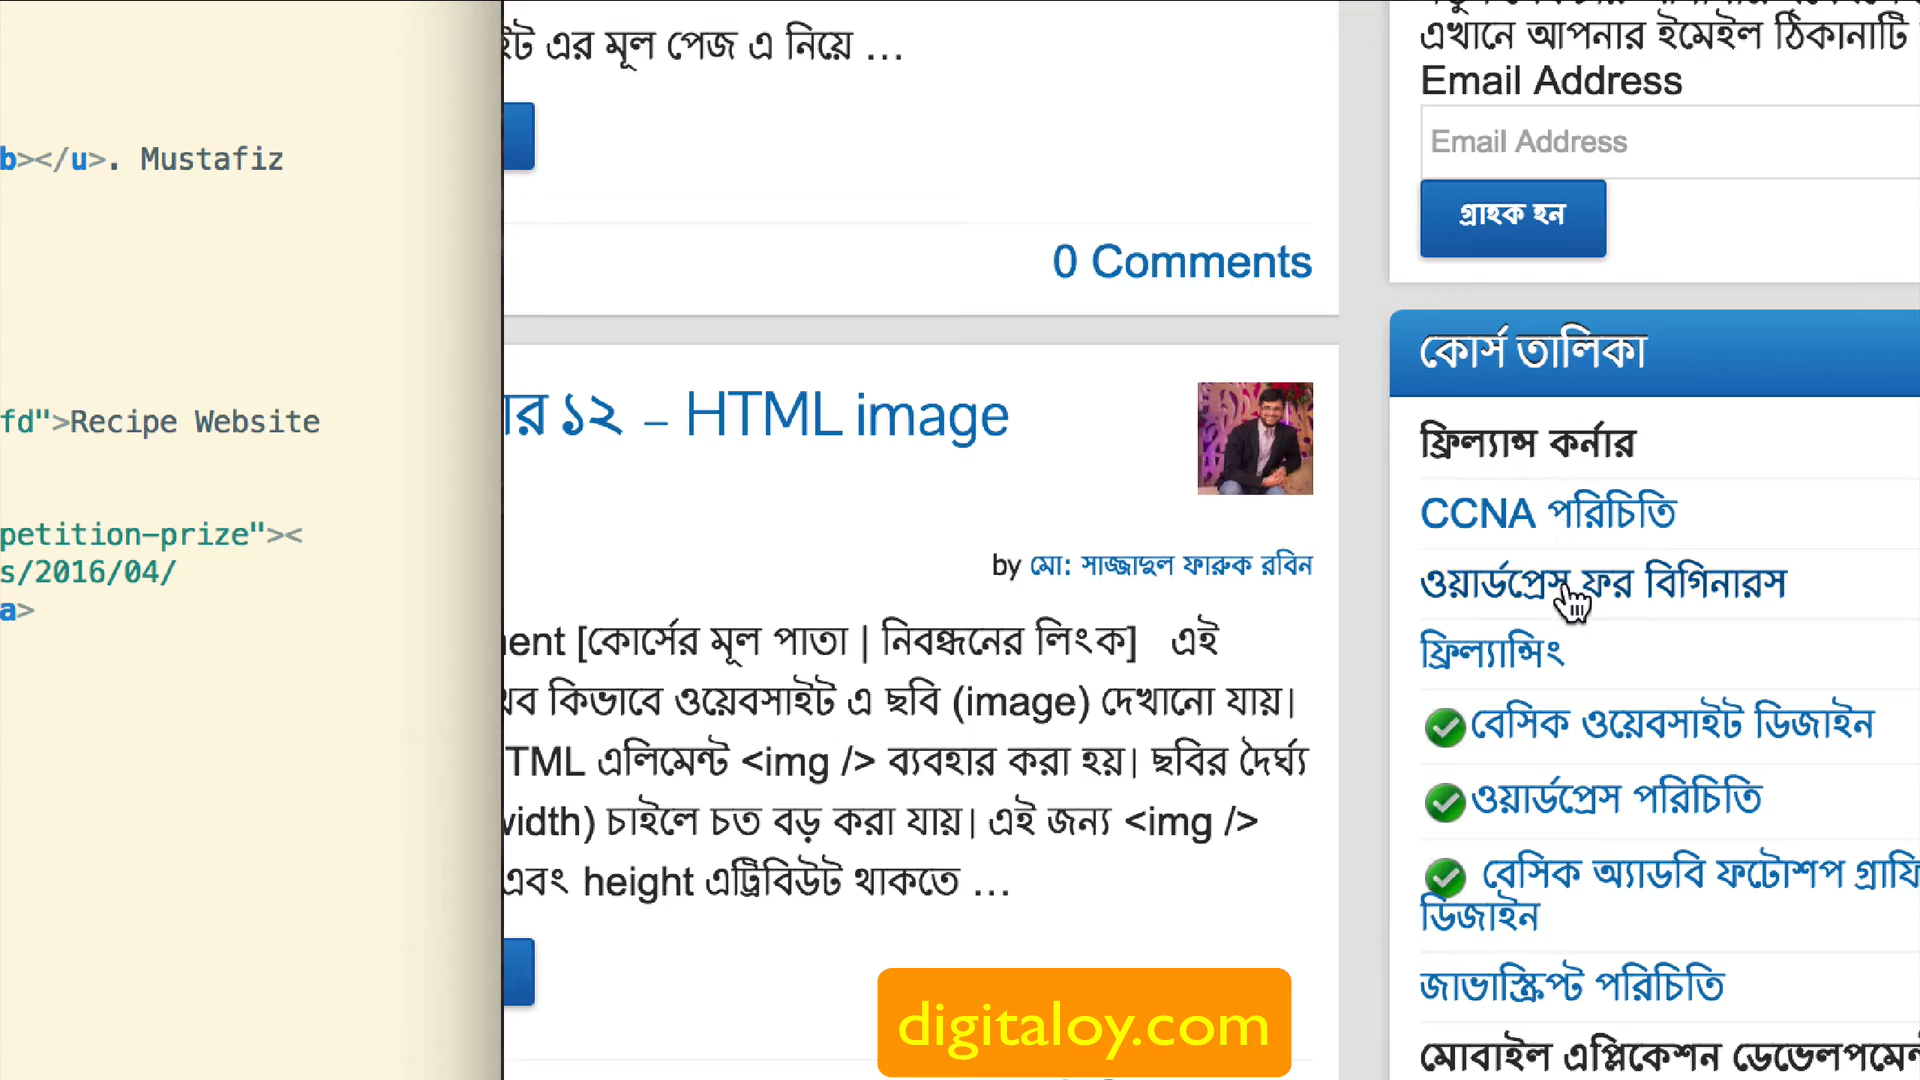 b></u>. Mustafiz
fd">Recipe Website
petition-prize"><
s/2016/04/
a>
এর মূল পেজ এ নিয়ে ...
0 Comments
১২ – HTML image
by মো: সাজ্জাদুল ফারুক রবিন
[কোর্সের মূল পাতা | নিবন্ধনের লিংক] এই
কিভাবে ওয়েবসাইট এ ছবি (image) দেখানো যায়।
TML এলিমেন্ট <img /> ব্যবহার করা হয়। ছবির দৈর্ঘ্য
width) চাইলে চত বড় করা যায়। এই জন্য <img />
এবং height এট্রিবিউট থাকতে ...
এখানে আপনার ইমেইল ঠিকানাটি
Email Address
Email Address
গ্রাহক হন
কোর্স তালিকা
ফ্রিল্যান্স কর্নার
CCNA পরিচিতি
ওয়ার্ডপ্রেস ফর বিগিনারস
ফ্রিল্যান্সিং
বেসিক ওয়েবসাইট ডিজাইন
ওয়ার্ডপ্রেস পরিচিতি
বেসিক অ্যাডবি ফটোশপ গ্রাফি
ডিজাইন
জাভাস্ক্রিপ্ট পরিচিতি
মোবাইল এপ্লিকেশন ডেভেলপমেন্ট
digitaloy.com